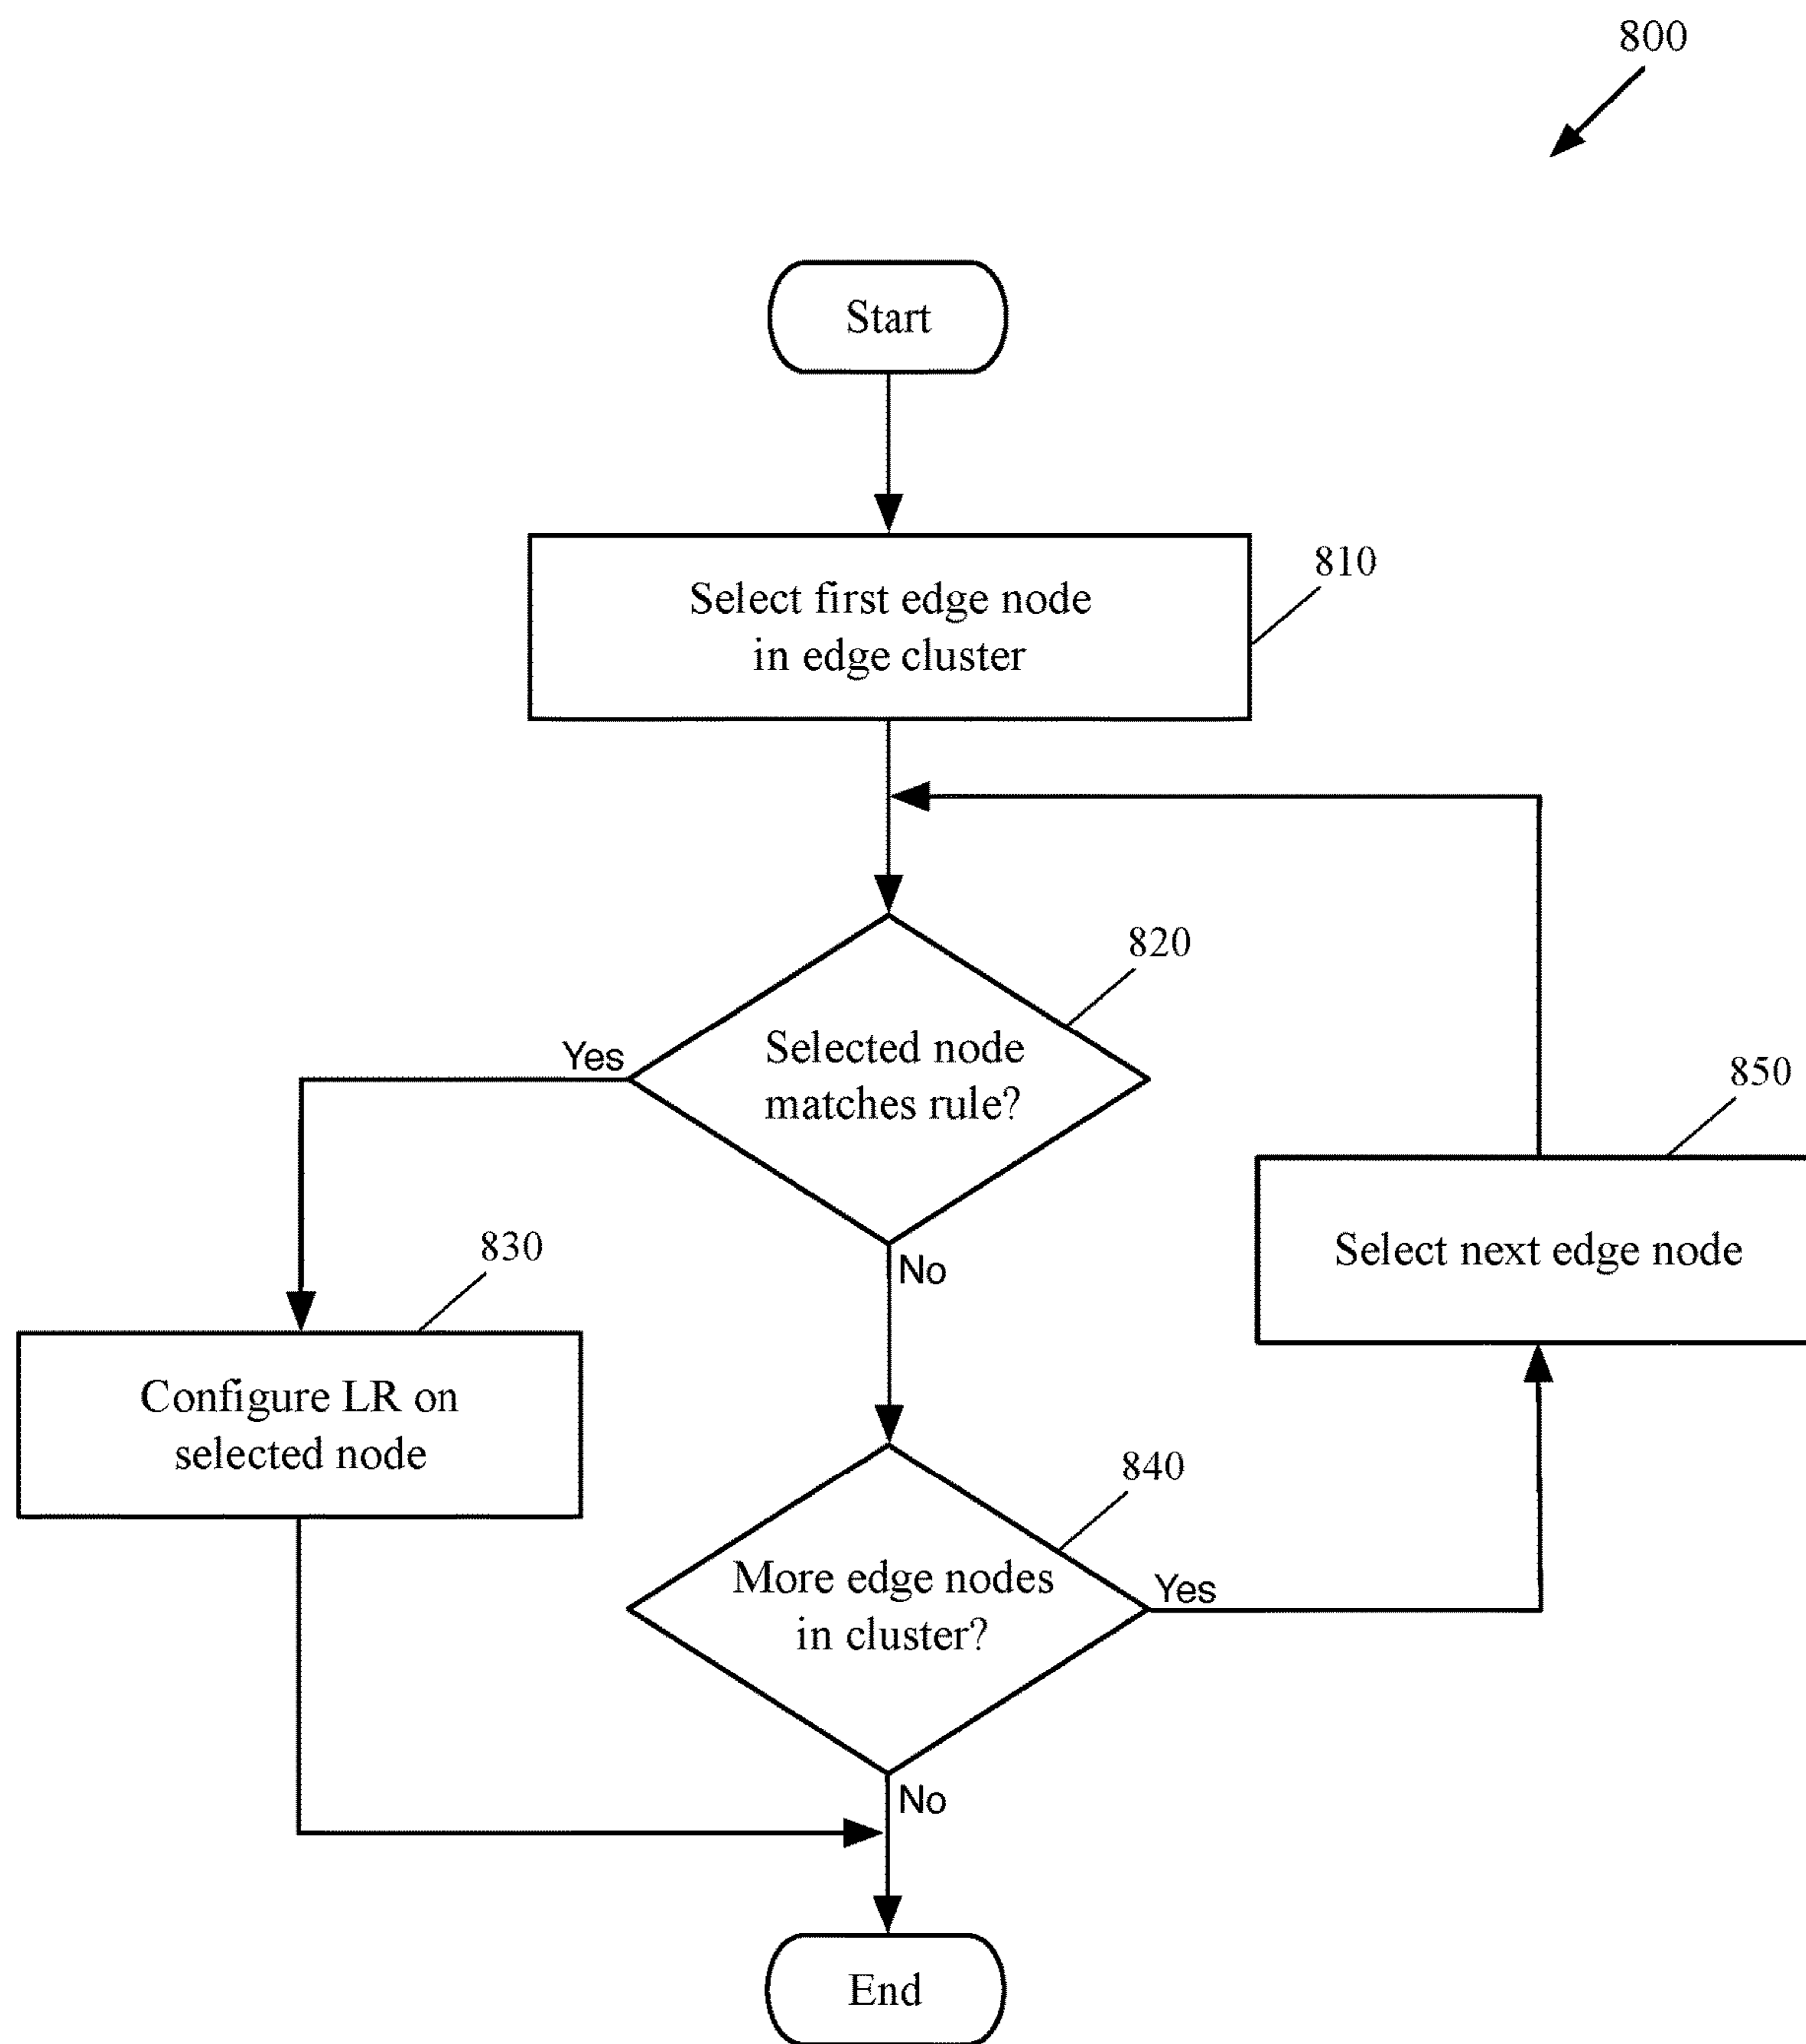 800
Start
810
Select first edge node
in edge cluster
820
Yes
Selected node
matches rule?
850
No
Select next edge node
830
Configure LR on
selected node
840
More edge nodes
in cluster?
Yes
No
End